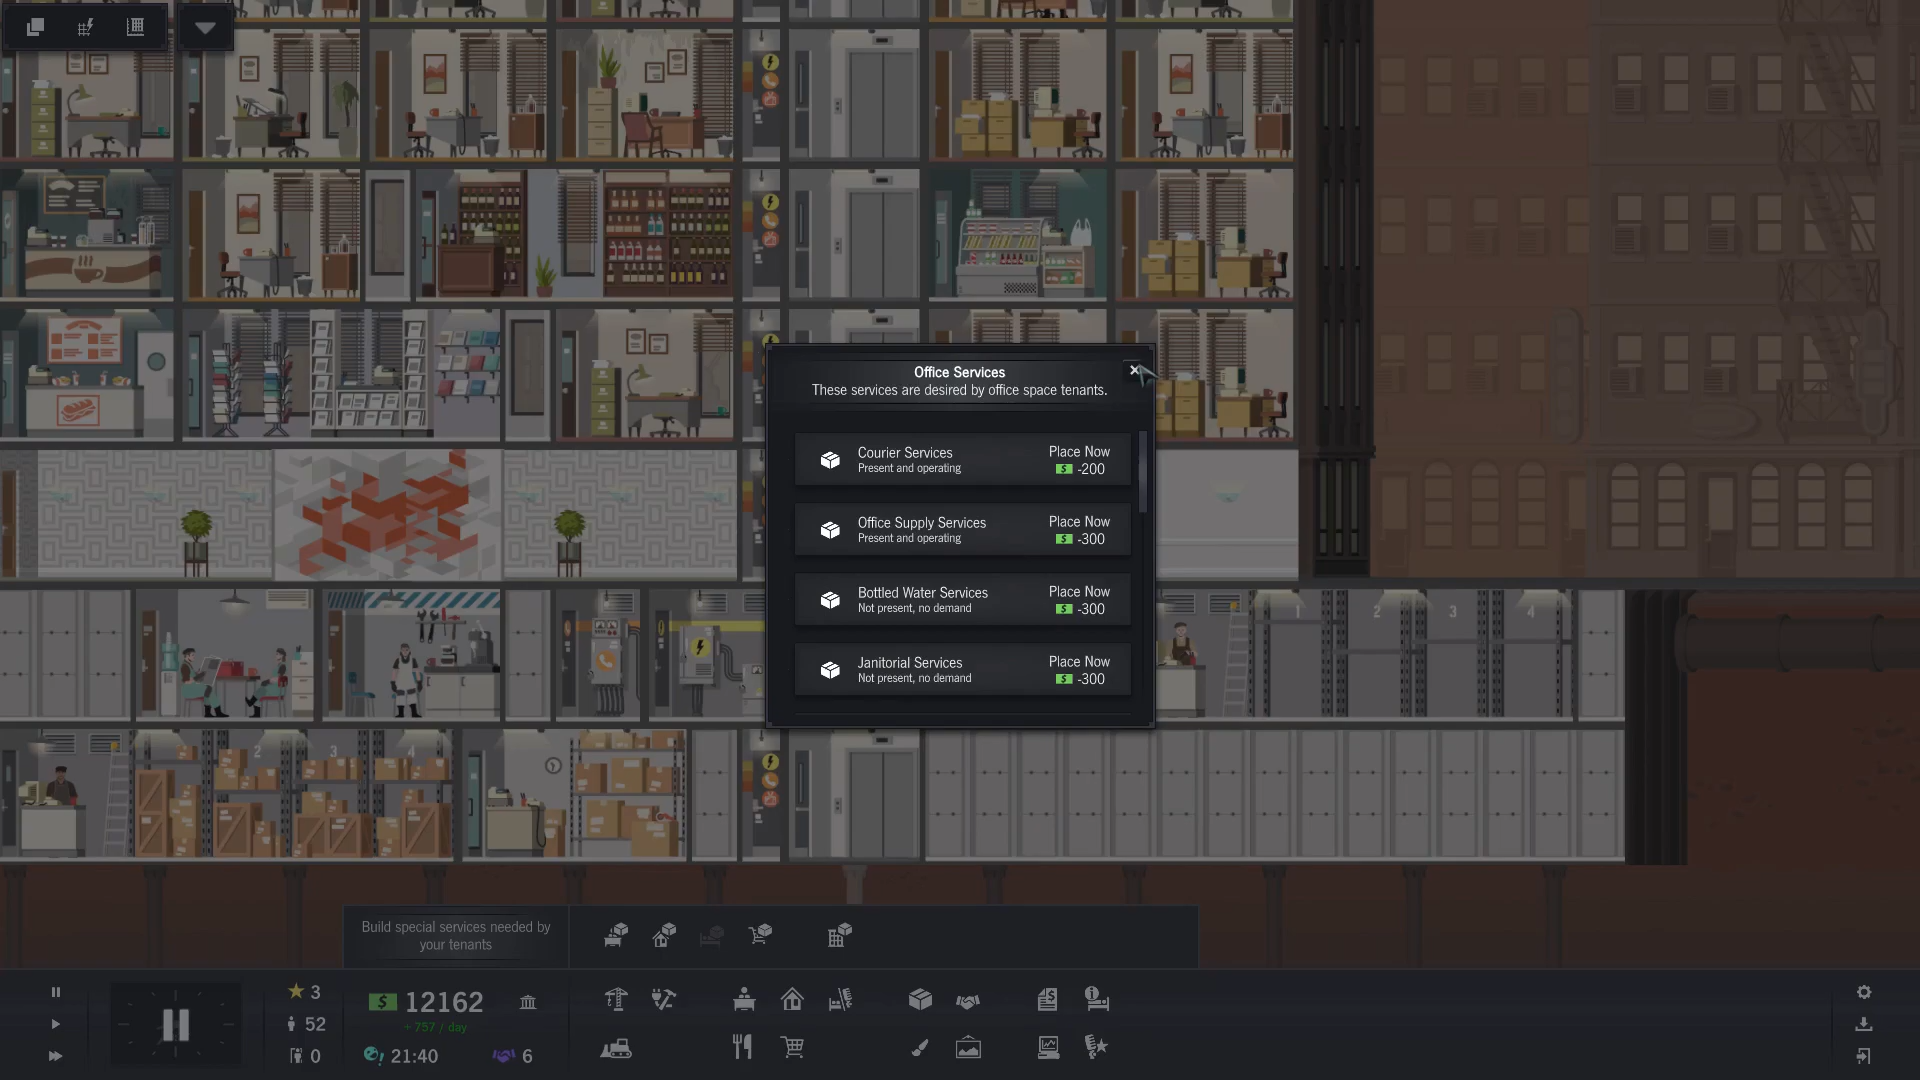 Office Services
These services are desired by office space tenants.
Courier Services
Present and operating
Place Now
$ -200
Office Supply Services
Present and operating
Place Now
$ -300
Bottled Water Services
Not present, no demand
Place Now
$ -300
Janitorial Services
Not present, no demand
Place Now
$ -300
1 2 3 4
2 3 4
Build special services needed by
your tenants
3
52
0
$ 12162
+ 757 / day
21:40
6